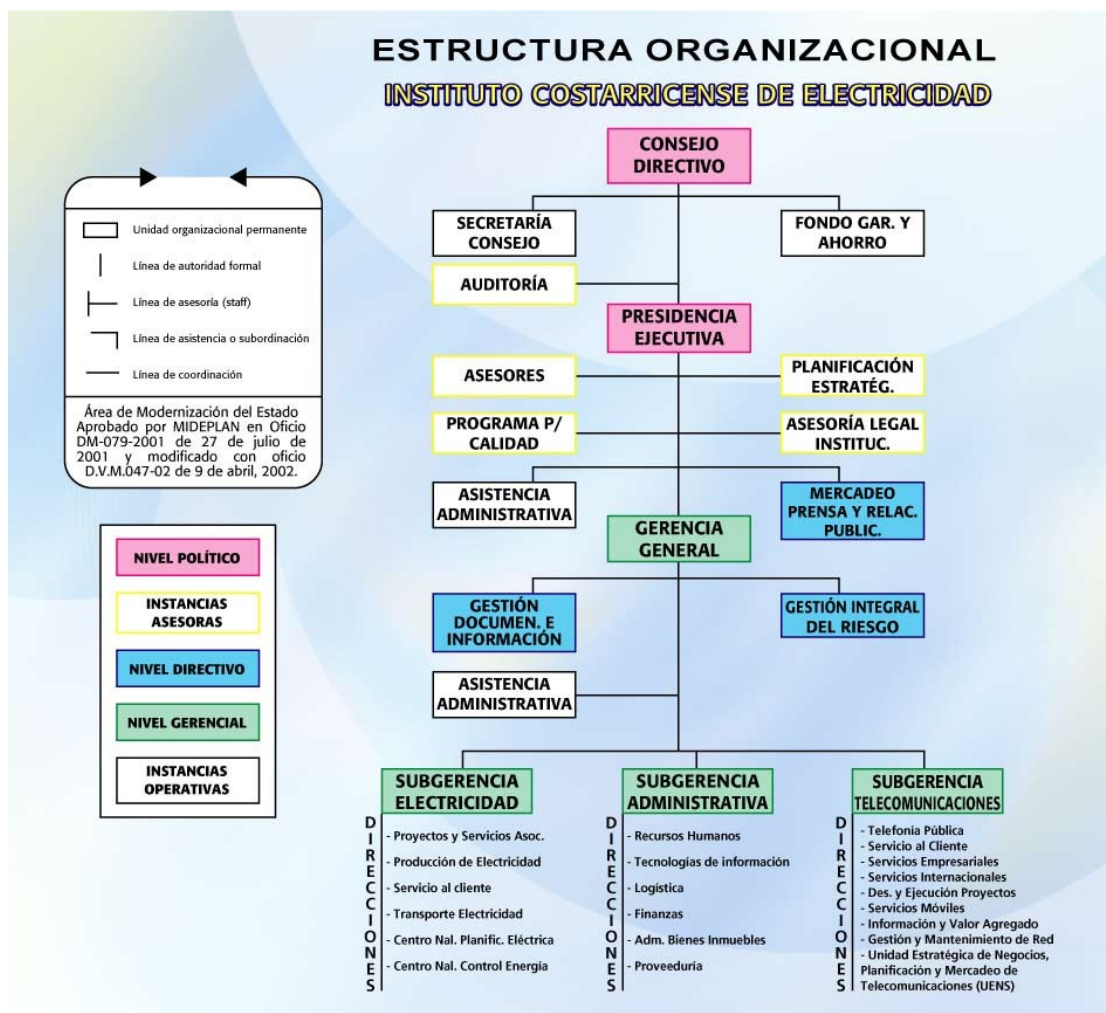 ESTRUCTURA ORGANIZACIONAL
INSTITUTO COSTARRICENSE DE ELECTRICIDAD
Unidad organizacional permanente
Línea de autoridad formal
Línea de asesoría (staff)
Línea de asistencia o subordinación
Línea de coordinación
Área de Modernización del Estado
Aprobado por MIDEPLAN en Oficio
DM-079-2001 de 27 de julio de
2001 y modificado con oficio
D.V.M.047-02 de 9 de abril, 2002.
NIVEL POLÍTICO
INSTANCIAS
ASESORAS
NIVEL DIRECTIVO
NIVEL GERENCIAL
INSTANCIAS
OPERATIVAS
CONSEJO
DIRECTIVO
SECRETARÍA
CONSEJO
FONDO GAR. Y
AHORRO
AUDITORÍA
PRESIDENCIA
EJECUTIVA
ASESORES
PLANIFICACIÓN
ESTRATÉG.
PROGRAMA P/
CALIDAD
ASESORÍA LEGAL
INSTITUC.
ASISTENCIA
ADMINISTRATIVA
MERCADEO
PRENSA Y RELAC.
PUBLIC.
GERENCIA
GENERAL
GESTIÓN
DOCUMEN. E
INFORMACIÓN
GESTIÓN INTEGRAL
DEL RIESGO
ASISTENCIA
ADMINISTRATIVA
SUBGERENCIA
ELECTRICIDAD
DIRECCIONES
- Proyectos y Servicios Asoc.
- Producción de Electricidad
- Servicio al cliente
- Transporte Electricidad
- Centro Nal. Planific. Eléctrica
- Centro Nal. Control Energía
SUBGERENCIA
ADMINISTRATIVA
DIRECCIONES
- Recursos Humanos
- Tecnologías de información
- Logística
- Finanzas
- Adm. Bienes Inmuebles
- Proveeduria
SUBGERENCIA
TELECOMUNICACIONES
DIRECCIONES
- Telefonía Pública
- Servicio al Cliente
- Servicios Empresariales
- Servicios Internacionales
- Des. y Ejecución Proyectos
- Servicios Móviles
- Información y Valor Agregado
- Gestión y Mantenimiento de Red
- Unidad Estratégica de Negocios,
Planificación y Mercadeo de
Telecomunicaciones (UENS)